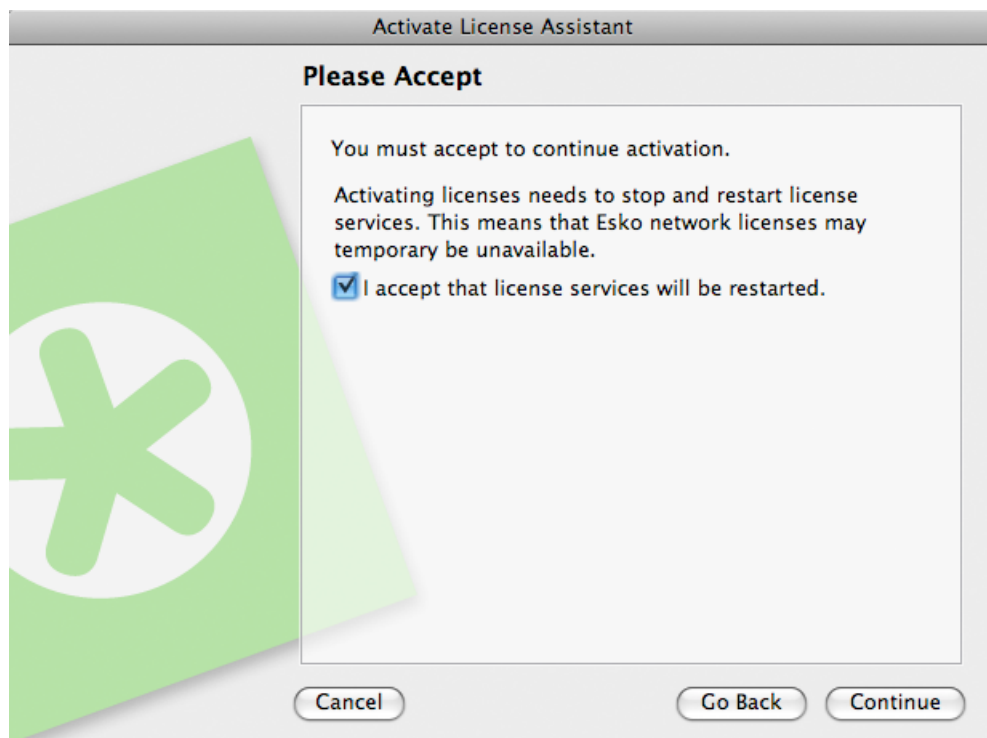 Activate License Assistant
Please Accept
You must accept to continue activation.
Activating licenses needs to stop and restart license
services. This means that Esko network licenses may
temporary be unavailable.
I accept that license services will be restarted.
Cancel
Go Back
Continue